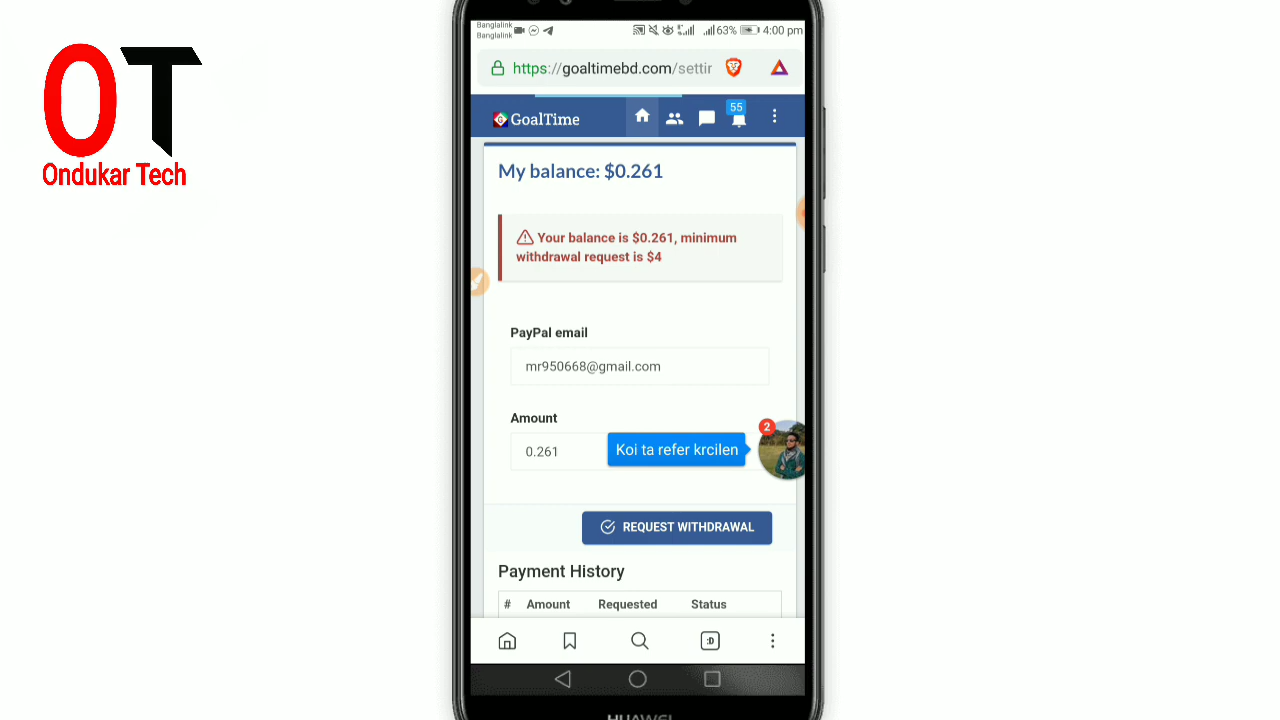 OT
Ondukar Tech
Banglalink
Banglalink
63% 4:00 pm
https://goaltimebd.com/settir
GoalTime
55
My balance: $0.261
Your balance is $0.261, minimum
withdrawal request is $4
PayPal email
mr950668@gmail.com
Amount
0.261
Koi ta refer krcilen
2
REQUEST WITHDRAWAL
Payment History
# Amount Requested Status
:D
HUAWEI